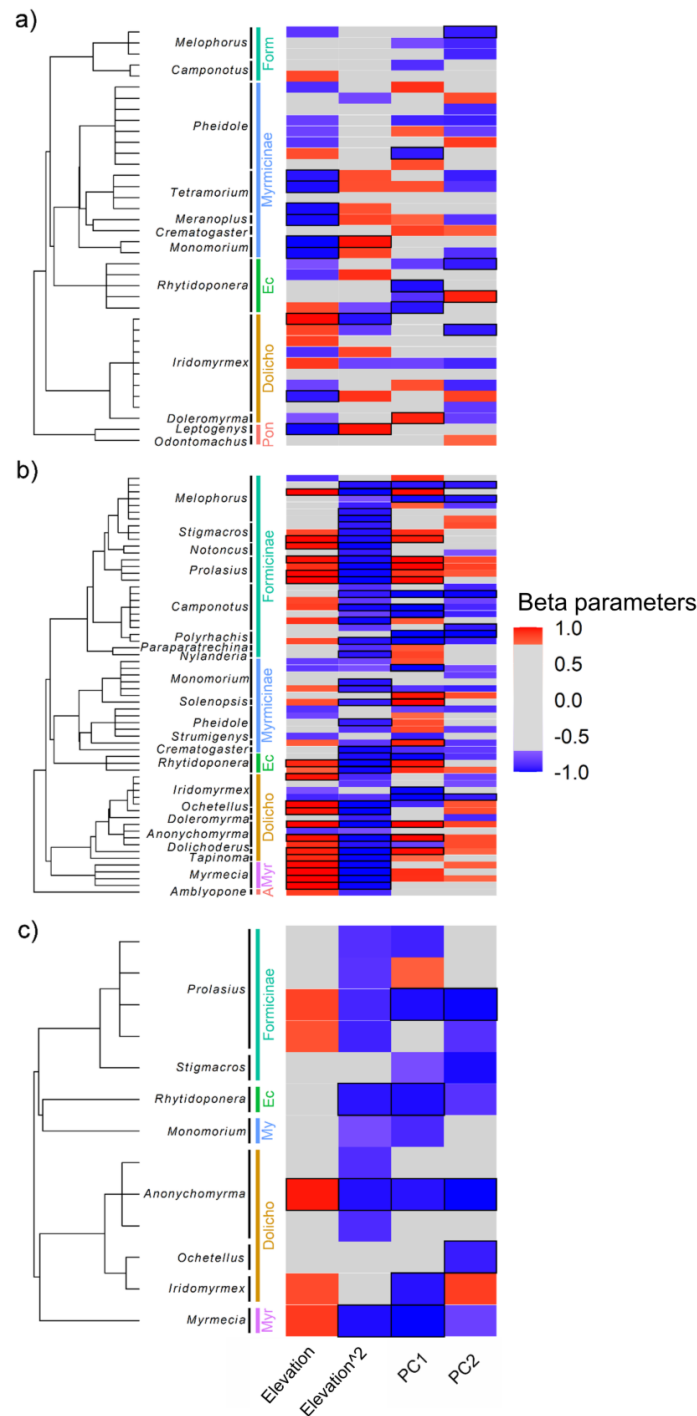 a)
Melophorus
Form
Camponotus
Pheidole
Myrmicinae
Tetramorium
Meranoplus
Crematogaster
Monomorium
Rhytidoponera
Ec
Iridomyrmex
Dolicho
Doleromyrma
Leptogenys
Pon
Odontomachus
b)
Melophorus
Formicinae
Stigmacros
Notoncus
Prolasius
Camponotus
Polyrhachis
Paraparatrechina
Nylanderia
Monomorium
Myrmicinae
Solenopsis
Pheidole
Strumigenys
Crematogaster
Rhytidoponera
Ec
Iridomyrmex
Dolicho
Ochetellus
Doleromyrma
Anonychomyrma
Dolichoderus
Tapinoma
Myrmecia
Myr
Amblyopone
A
Beta parameters
1.0
0.5
0.0
-0.5
-1.0
c)
Prolasius
Formicinae
Stigmacros
Rhytidoponera
Ec
Monomorium
My
Anonychomyrma
Dolicho
Ochetellus
Iridomyrmex
Myrmecia
Myr
Elevation
Elevation^2
PC1
PC2